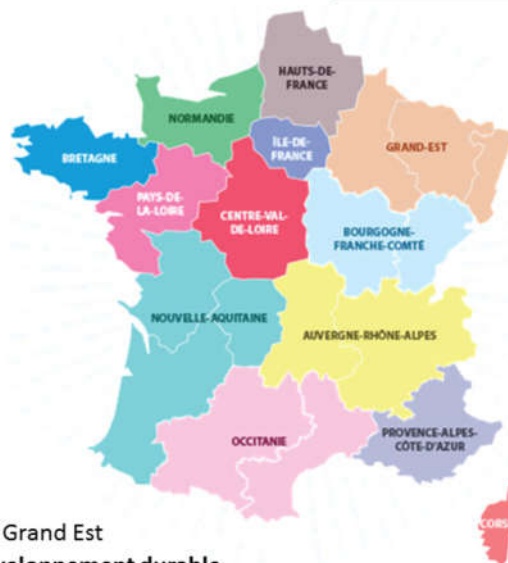 HAUTS-DE-
FRANCE
NORMANDIE
ÎLE-DE-
FRANCE
GRAND-EST
BRETAGNE
PAYS-DE-
LA-LOIRE
CENTRE-VAL-
DE-LOIRE
BOURGOGNE-
FRANCHE-COMTÉ
NOUVELLE-AQUITAINE
AUVERGNE-RHÔNE-ALPES
OCCITANIE
PROVENCE-ALPES-
CÔTE-D'AZUR
CORS
Grand Est